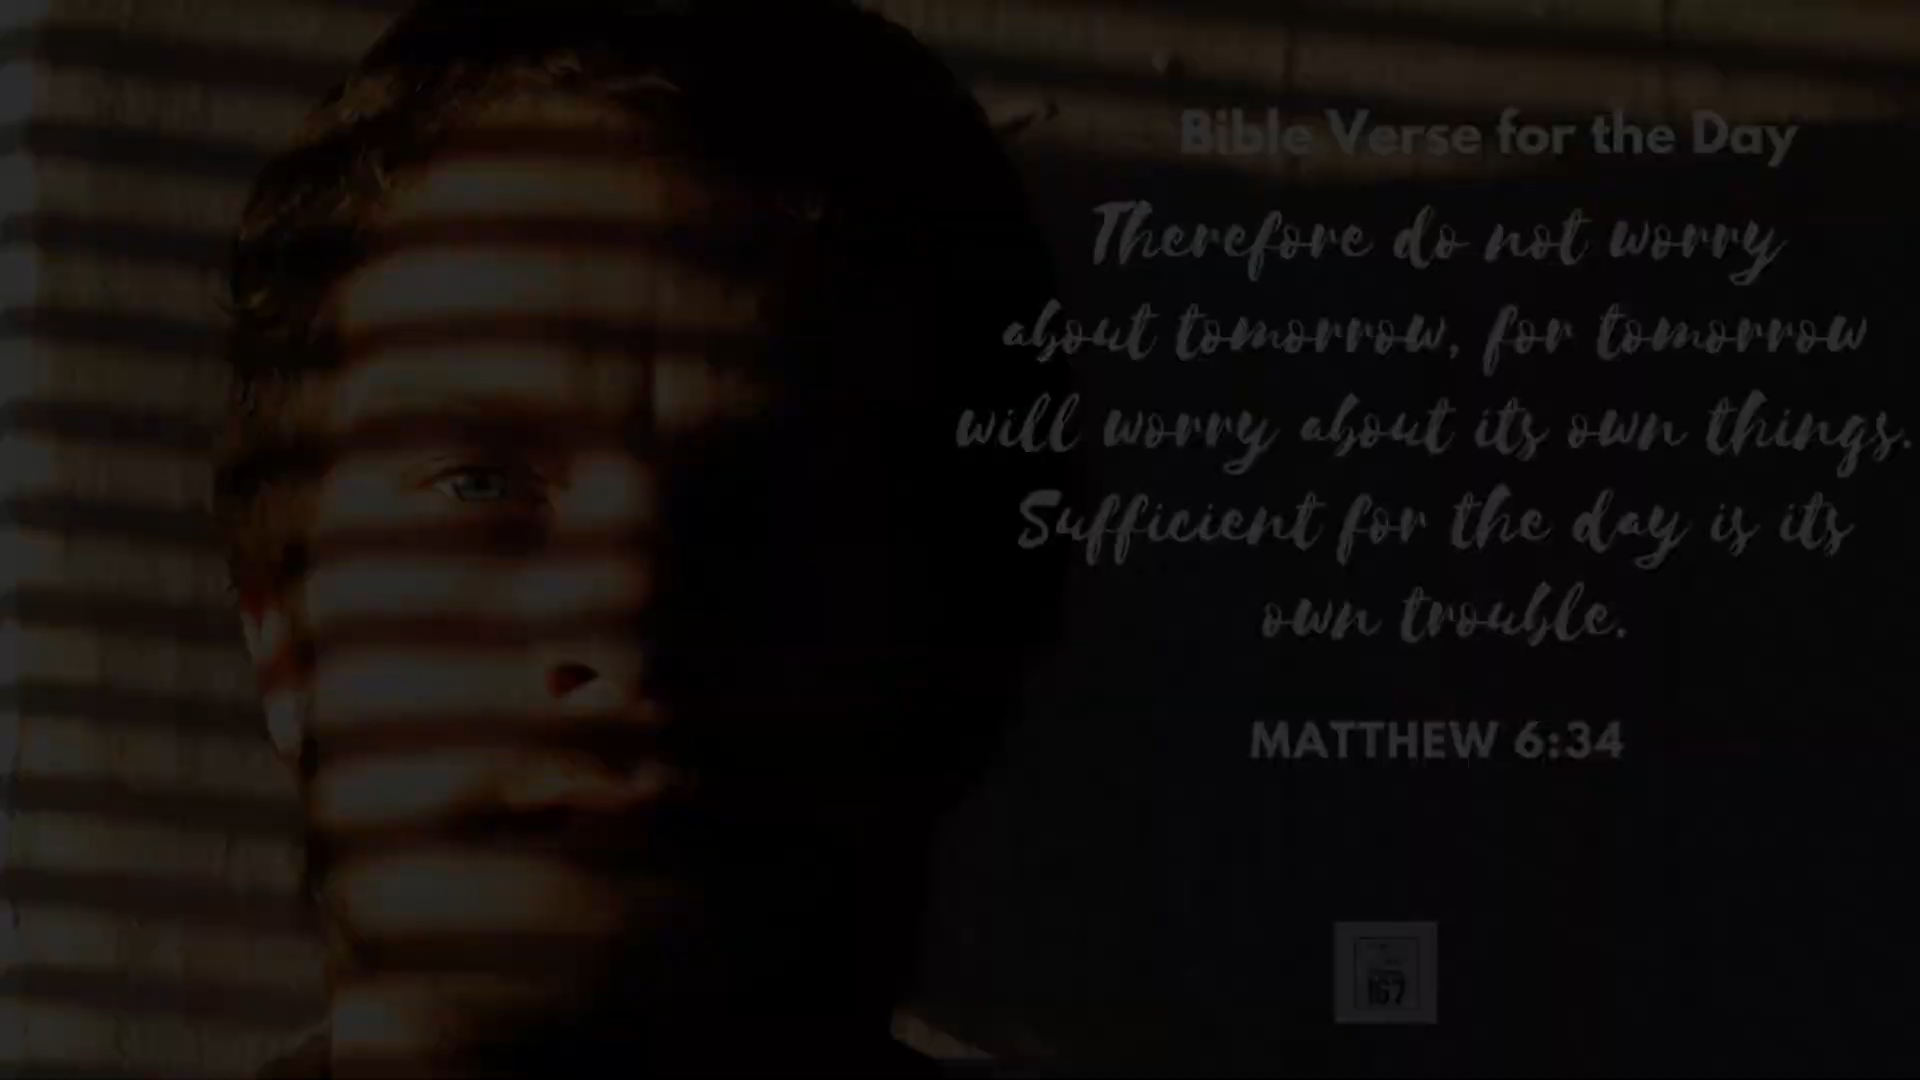 Bible Verse for the Day
Therefore do not worry
about tomorrow, for tomorrow
will worry about its own things.
Sufficient for the day is its
own trouble.
MATTHEW 6:34
167